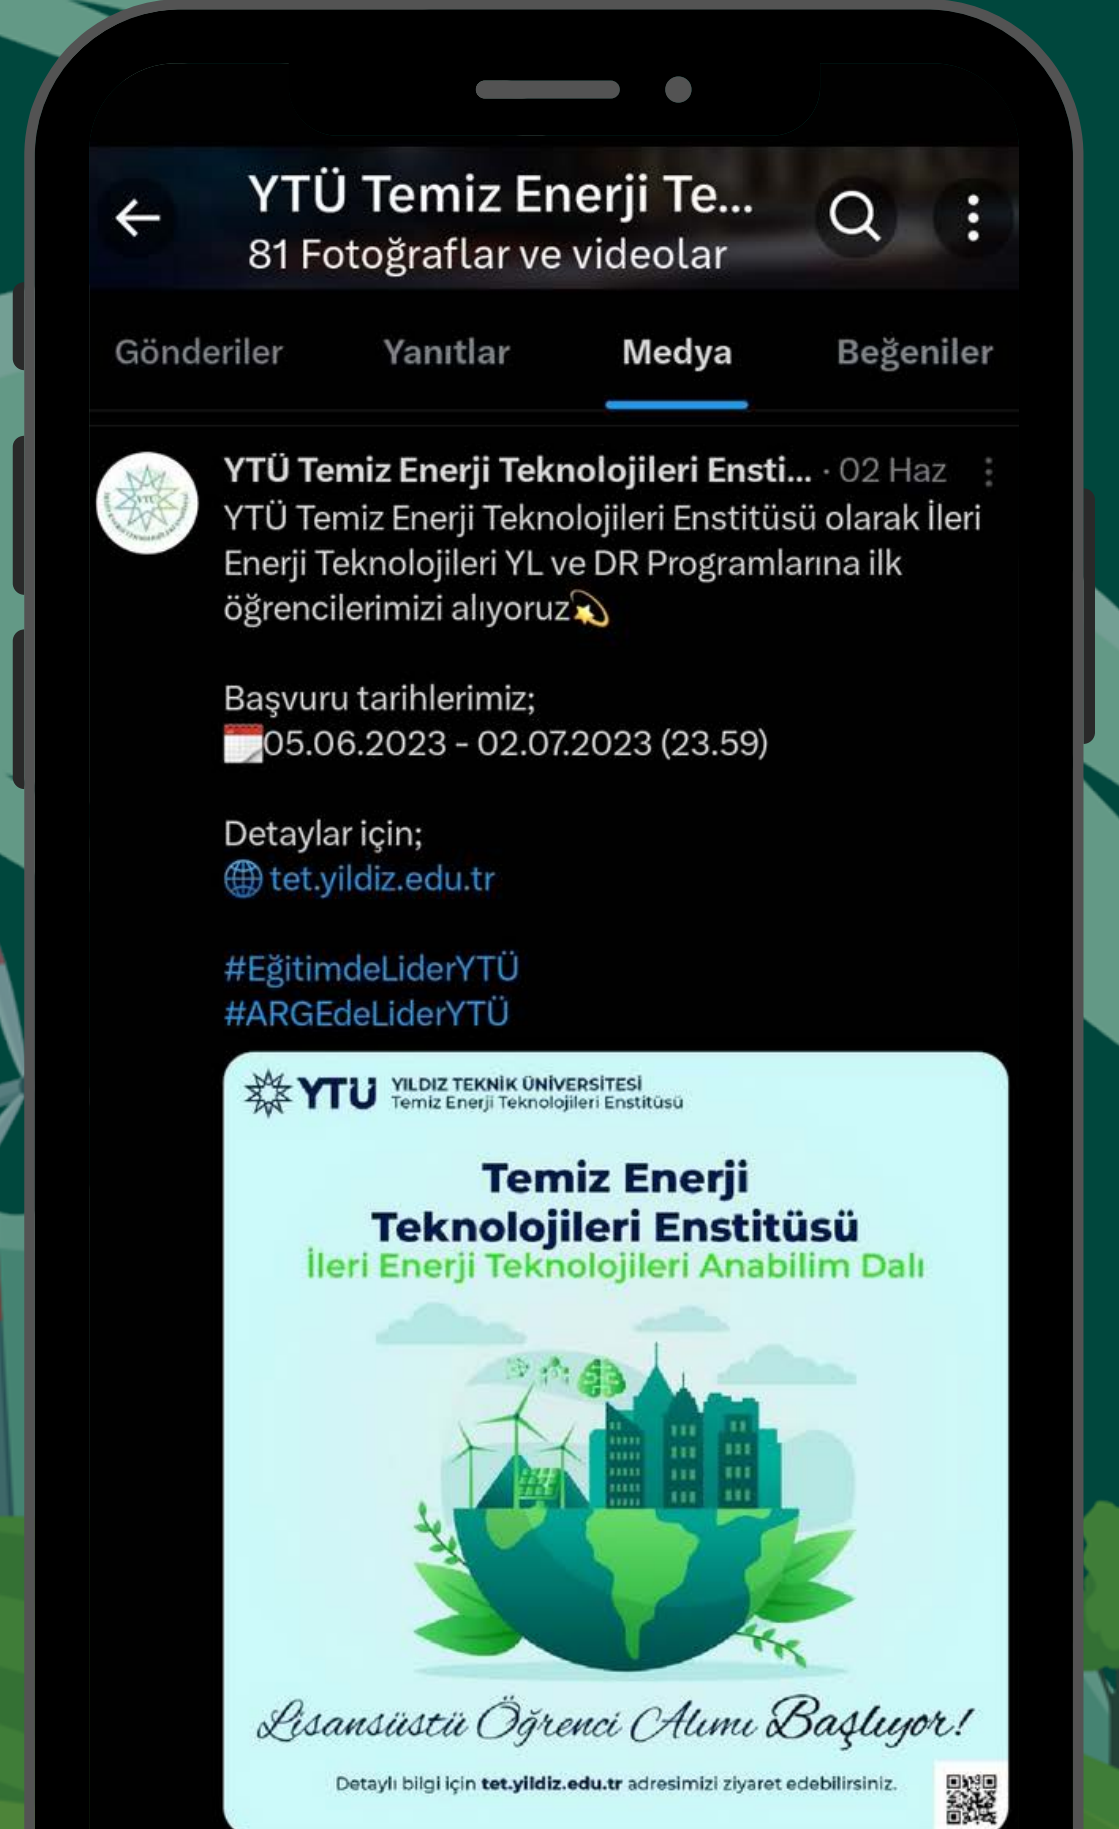 YTÜ Temiz Enerji Te...
81 Fotoğraflar ve videolar
Gönderiler Yanıtlar Medya Beğeniler
YTÜ Temiz Enerji Teknolojileri Ensti... · 02 Haz
YTÜ Temiz Enerji Teknolojileri Enstitüsü olarak İleri
Enerji Teknolojileri YL ve DR Programlarına ilk
öğrencilerimizi alıyoruz💫
Başvuru tarihlerimiz;
05.06.2023 - 02.07.2023 (23.59)
Detaylar için;
🌐 tet.yildiz.edu.tr
#EğitimdeLiderYTÜ
#ARGEdeLiderYTÜ
YTÜ YILDIZ TEKNİK ÜNİVERSİTESİ
Temiz Enerji Teknolojileri Enstitüsü
Temiz Enerji
Teknolojileri Enstitüsü
İleri Enerji Teknolojileri Anabilim Dalı
Lisansüstü Öğrenci Alımı Başlıyor!
Detaylı bilgi için tet.yildiz.edu.tr adresimizi ziyaret edebilirsiniz.